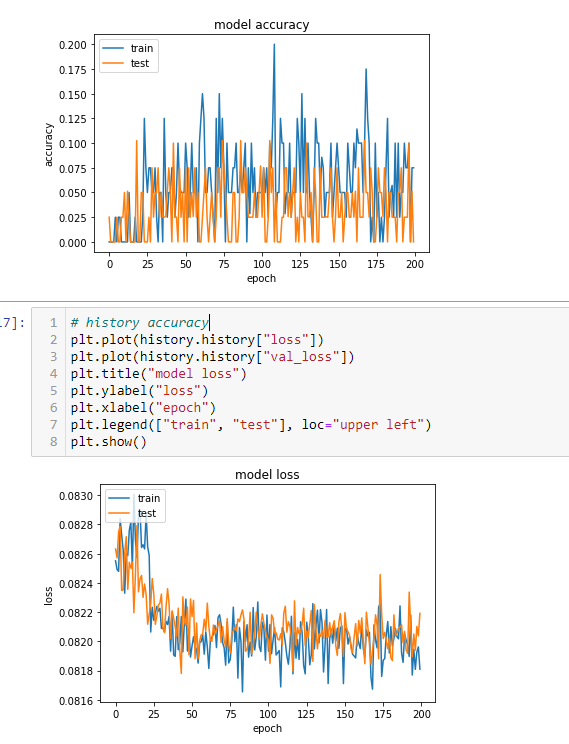 model accuracy
train
test
0.200
0.175
0.150
0.125
0.100
0.075
0.050
0.025
0.000
accuracy
0 25 50 75 100 125 150 175 200
epoch
.7]:
1 # history accuracy
2 plt.plot(history.history["loss"])
3 plt.plot(history.history["val_loss"])
4 plt.title("model loss")
5 plt.ylabel("loss")
6 plt.xlabel("epoch")
7 plt.legend(["train", "test"], loc="upper left")
8 plt.show()
model loss
train
test
0.0830
0.0828
0.0826
0.0824
0.0822
0.0820
0.0818
0.0816
loss
0 25 50 75 100 125 150 175 200
epoch